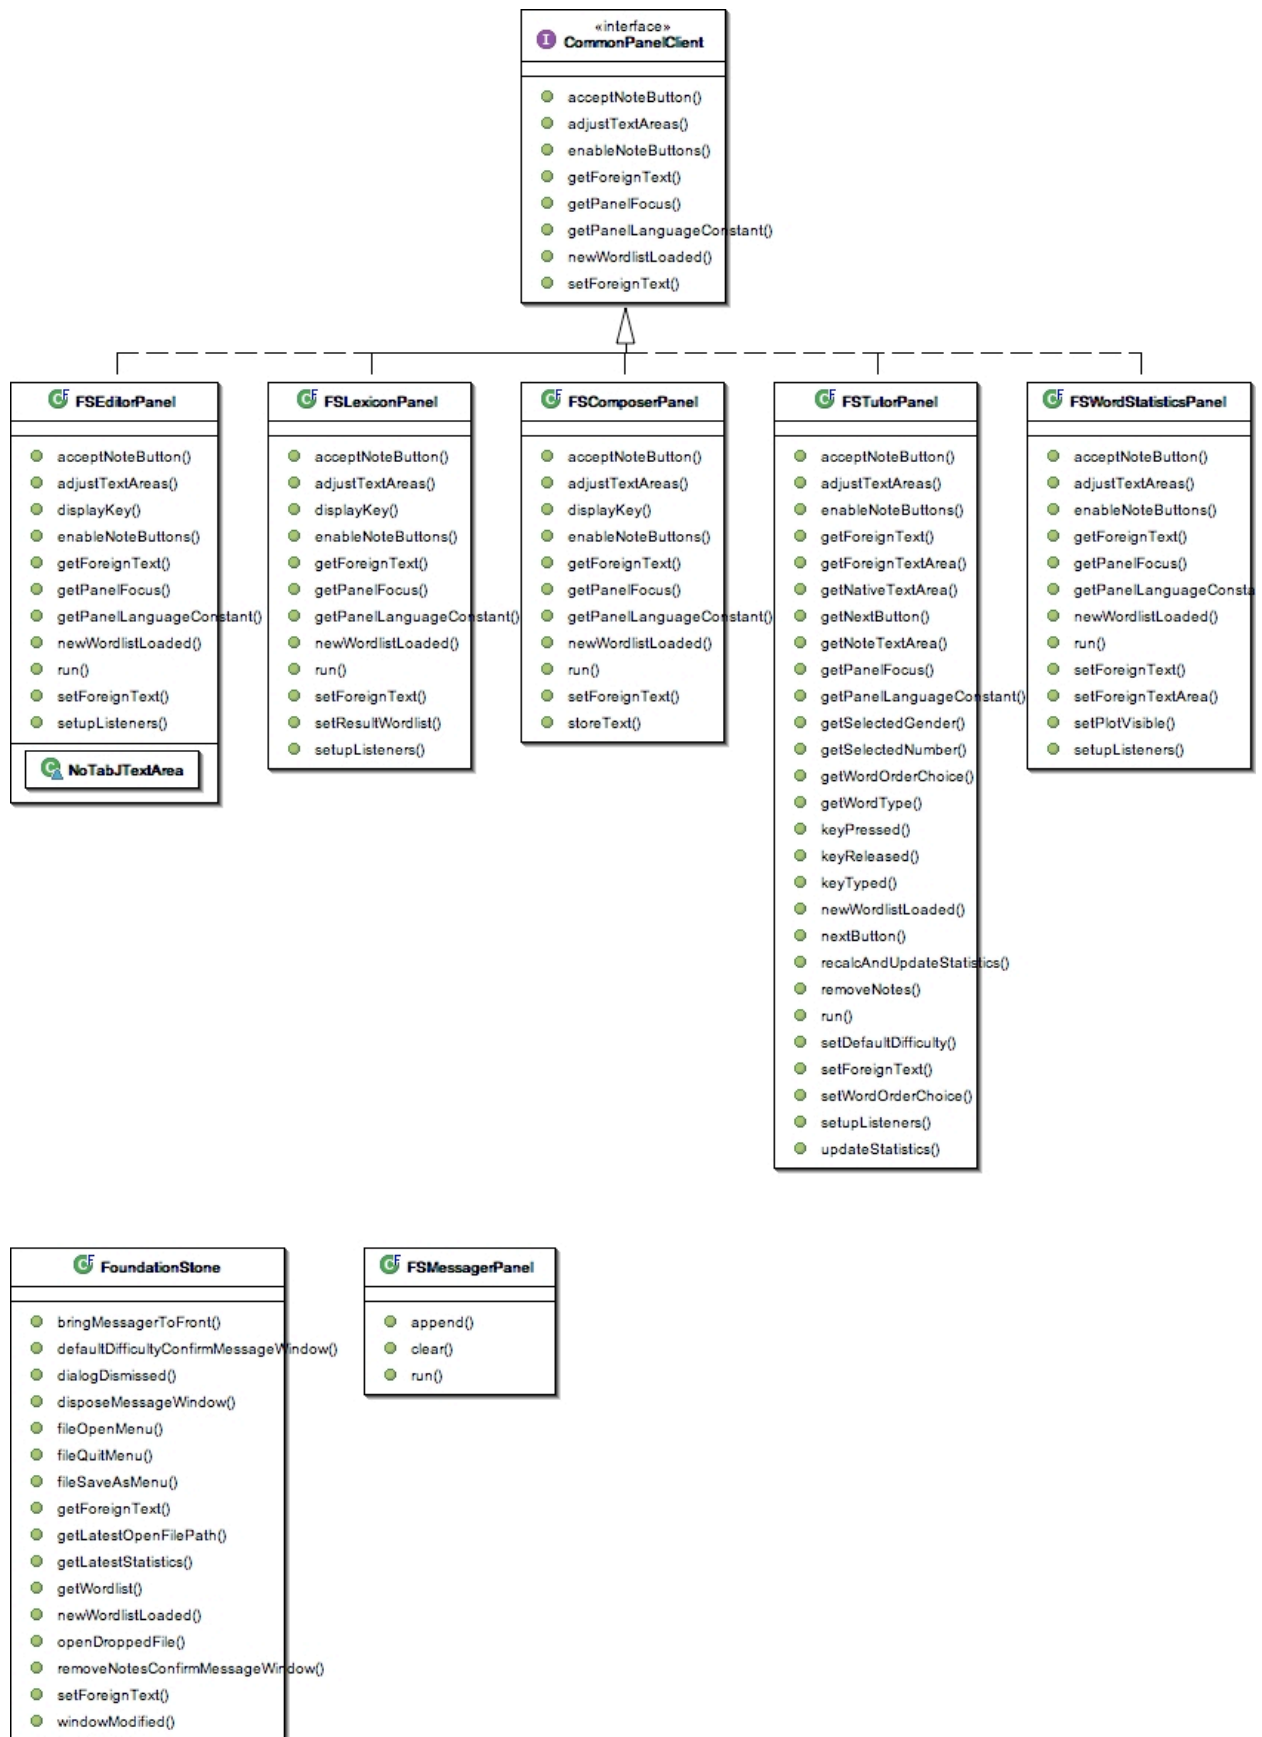 «interface»
CommonPanelClient
acceptNoteButton()
adjustTextAreas()
enableNoteButtons()
getForeignText()
getPanelFocus()
getPanelLanguageConstant()
newWordlistLoaded()
setForeignText()
FSEditorPanel
acceptNoteButton()
adjustTextAreas()
displayKey()
enableNoteButtons()
getForeignText()
getPanelFocus()
getPanelLanguageConstant()
newWordlistLoaded()
run()
setForeignText()
setupListeners()
NoTabJTextArea
FSLexiconPanel
acceptNoteButton()
adjustTextAreas()
displayKey()
enableNoteButtons()
getForeignText()
getPanelFocus()
getPanelLanguageConstant()
newWordlistLoaded()
run()
setForeignText()
setResultWordlist()
setupListeners()
FSComposerPanel
acceptNoteButton()
adjustTextAreas()
displayKey()
enableNoteButtons()
getForeignText()
getPanelFocus()
getPanelLanguageConstant()
newWordlistLoaded()
run()
setForeignText()
storeText()
FSTutorPanel
acceptNoteButton()
adjustTextAreas()
enableNoteButtons()
getForeignText()
getForeignTextArea()
getNativeTextArea()
getNextButton()
getNoteTextArea()
getPanelFocus()
getPanelLanguageConstant()
getSelectedGender()
getSelectedNumber()
getWordOrderChoice()
getWordType()
keyPressed()
keyReleased()
keyTyped()
newWordlistLoaded()
nextButton()
recalcAndUpdateStatistics()
removeNotes()
run()
setDefaultDifficulty()
setForeignText()
setWordOrderChoice()
setupListeners()
updateStatistics()
FSWordStatisticsPanel
acceptNoteButton()
adjustTextAreas()
enableNoteButtons()
getForeignText()
getPanelFocus()
getPanelLanguageConsta
newWordlistLoaded()
run()
setForeignText()
setForeignTextArea()
setPlotVisible()
setupListeners()
FoundationStone
bringMessagerToFront()
defaultDifficultyConfirmMessageWindow()
dialogDismissed()
disposeMessageWindow()
fileOpenMenu()
fileQuitMenu()
fileSaveAsMenu()
getForeignText()
getLatestOpenFilePath()
getLatestStatistics()
getWordlist()
newWordlistLoaded()
openDroppedFile()
removeNotesConfirmMessageWindow()
setForeignText()
windowModified()
FSMessagerPanel
append()
clear()
run()